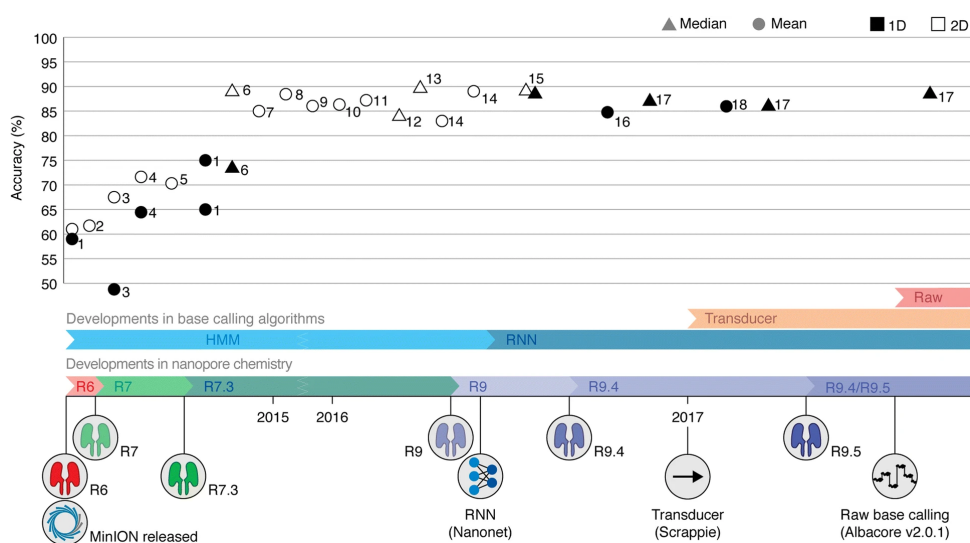 Median Mean 1D 2D
Accuracy (%)
100
95
90
85
80
75
70
65
60
55
50
1
2
3
3
4
4
5
1
1
6
6
7
8
9
10
11
12
13
14
14
15
16
17
18
17
17
Raw
Developments in base calling algorithms
Transducer
HMM RNN
Developments in nanopore chemistry
R6 R7 R7.3 R9 R9.4 R9.4/R9.5
2015 2016 2017
R7 R9 R9.4 R9.5
R6 R7.3
RNN
(Nanonet)
Transducer
(Scrappie)
Raw base calling
(Albacore v2.0.1)
MinION released